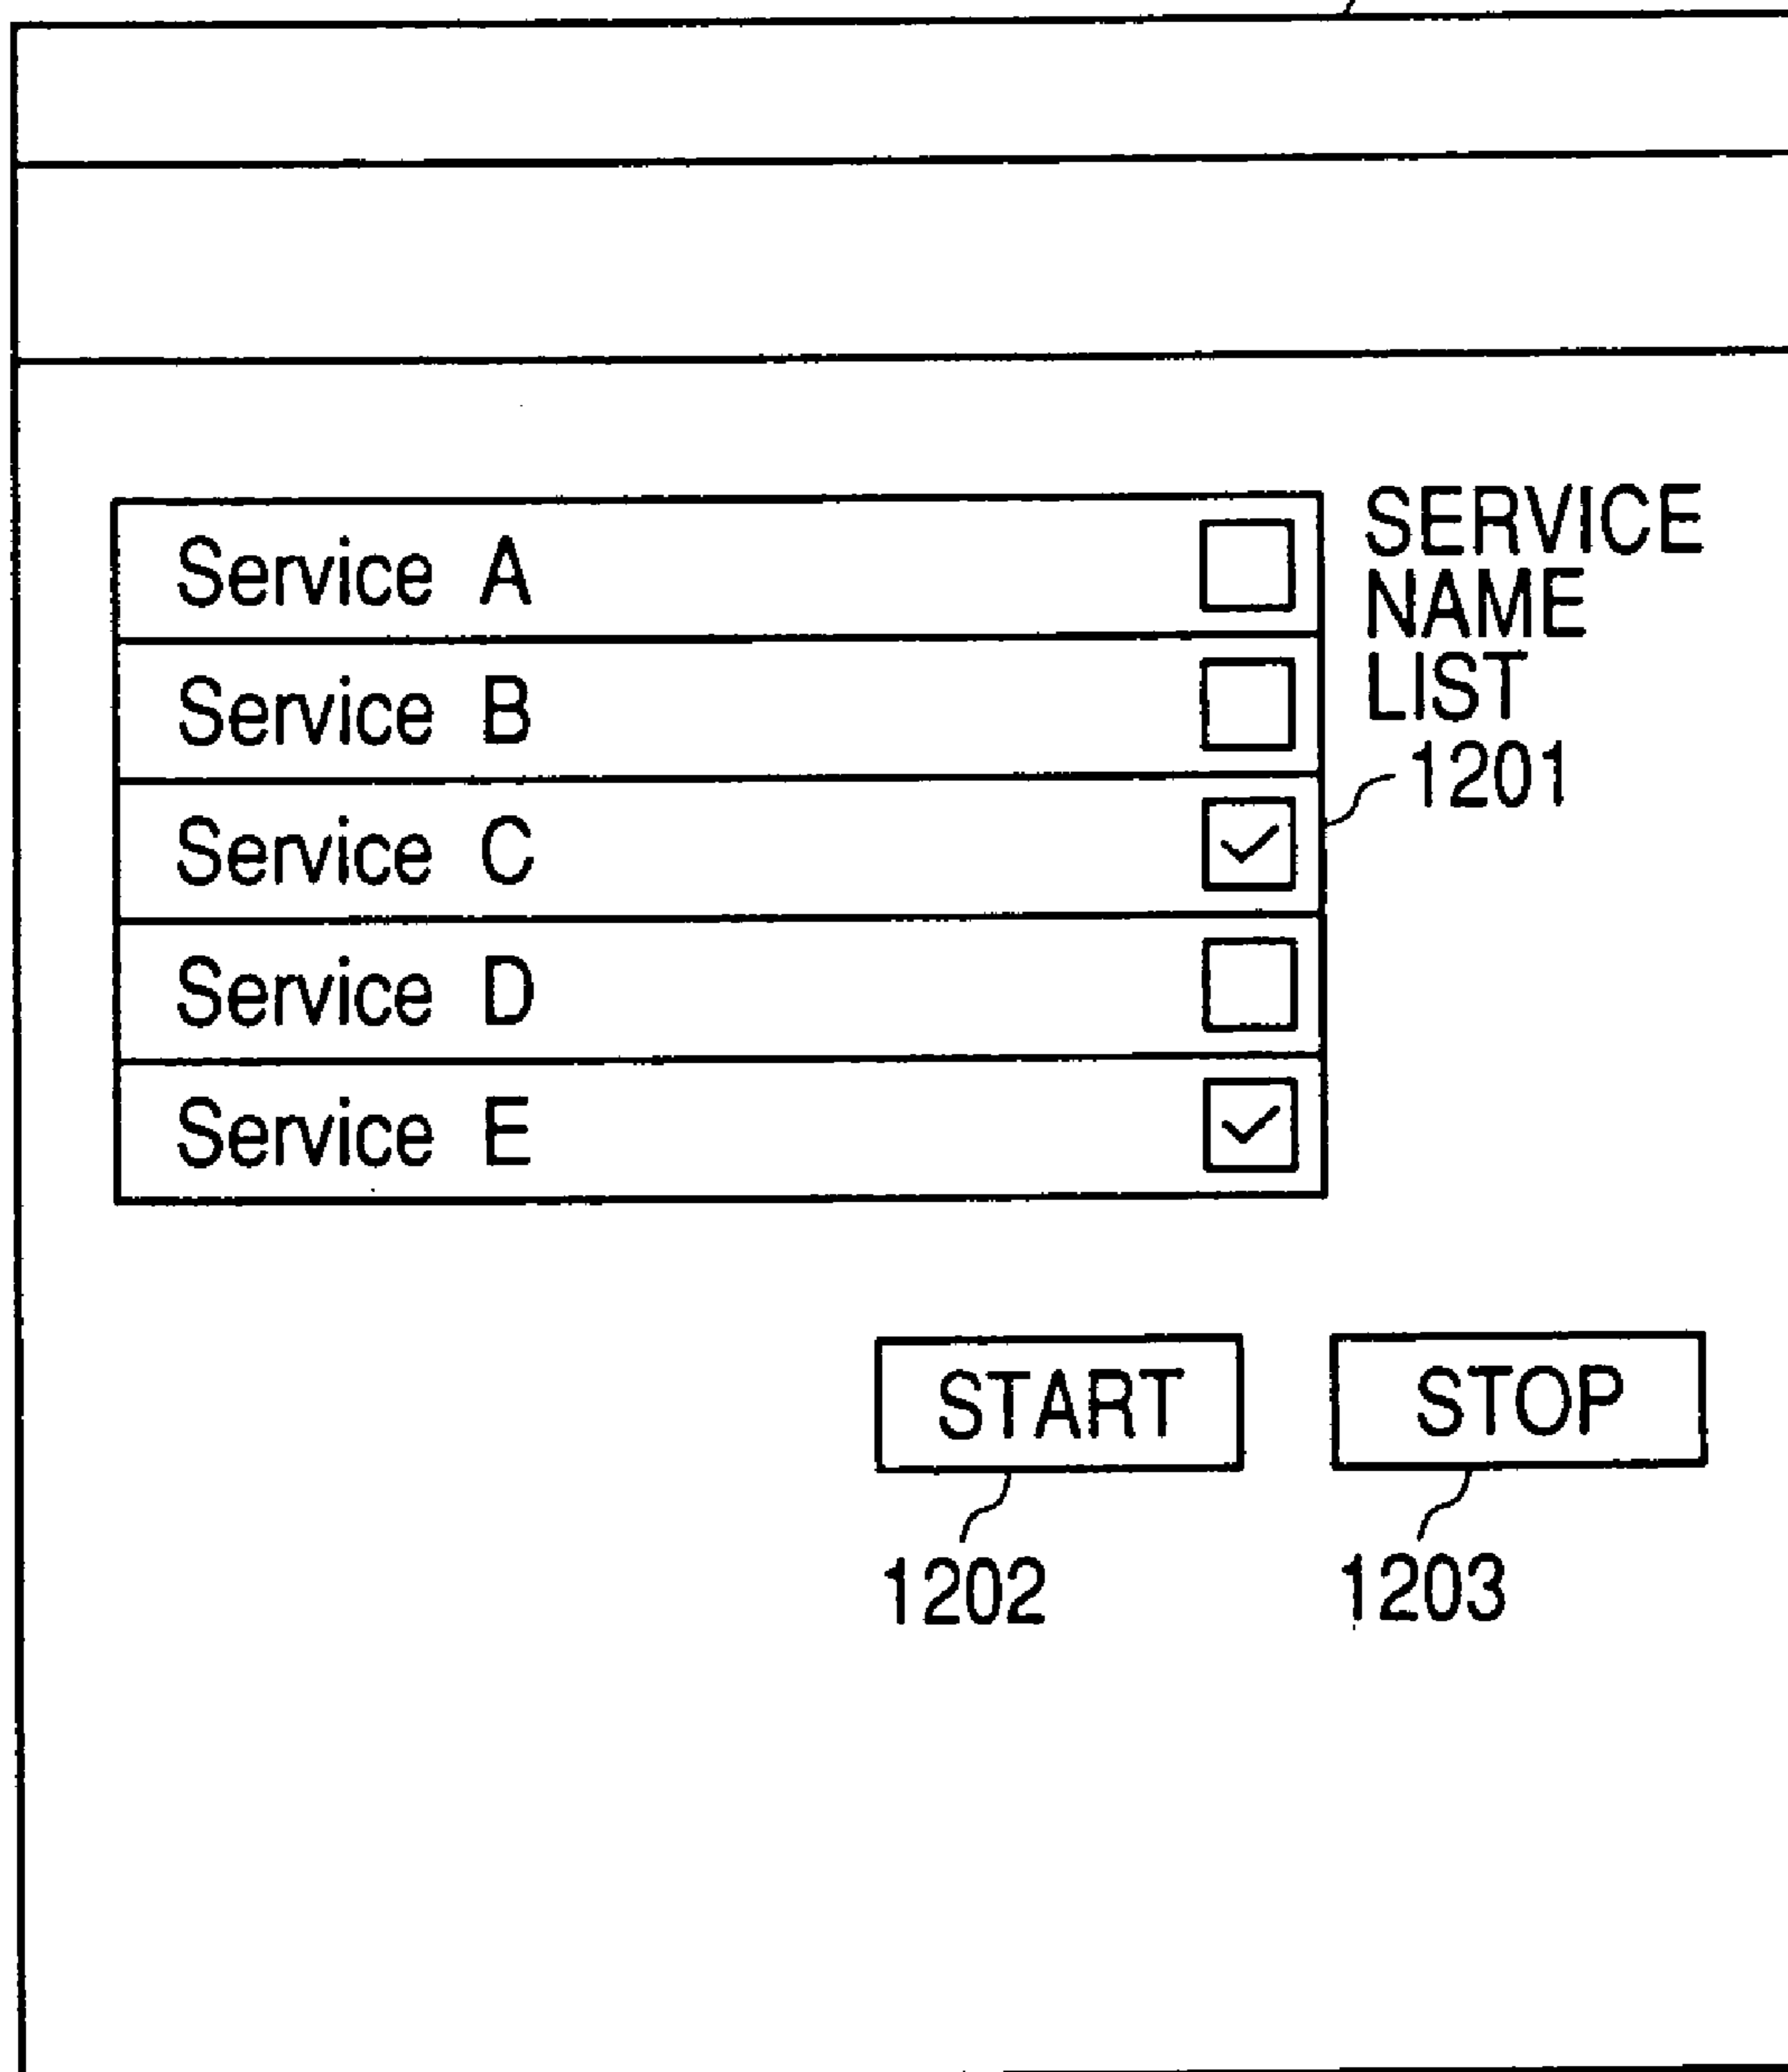 Service A
Service B
Service C
Service D
Service E
SERVICE
NAME
LIST
1201
START
STOP
1202
1203